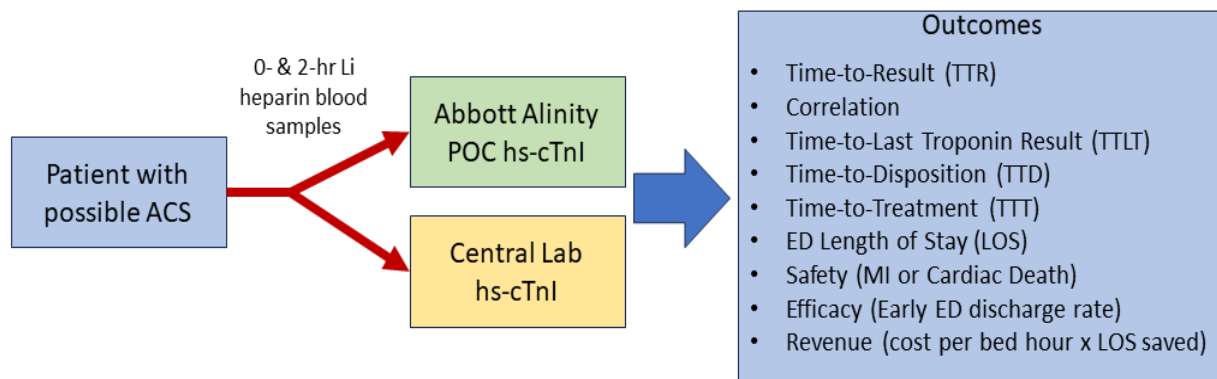 Patient with
possible ACS
0- & 2-hr Li
heparin blood
samples
Abbott Alinity
POC hs-cTnI
Central Lab
hs-cTnI
Outcomes
• Time-to-Result (TTR)
• Correlation
• Time-to-Last Troponin Result (TTLT)
• Time-to-Disposition (TTD)
• Time-to-Treatment (TTT)
• ED Length of Stay (LOS)
• Safety (MI or Cardiac Death)
• Efficacy (Early ED discharge rate)
• Revenue (cost per bed hour x LOS saved)